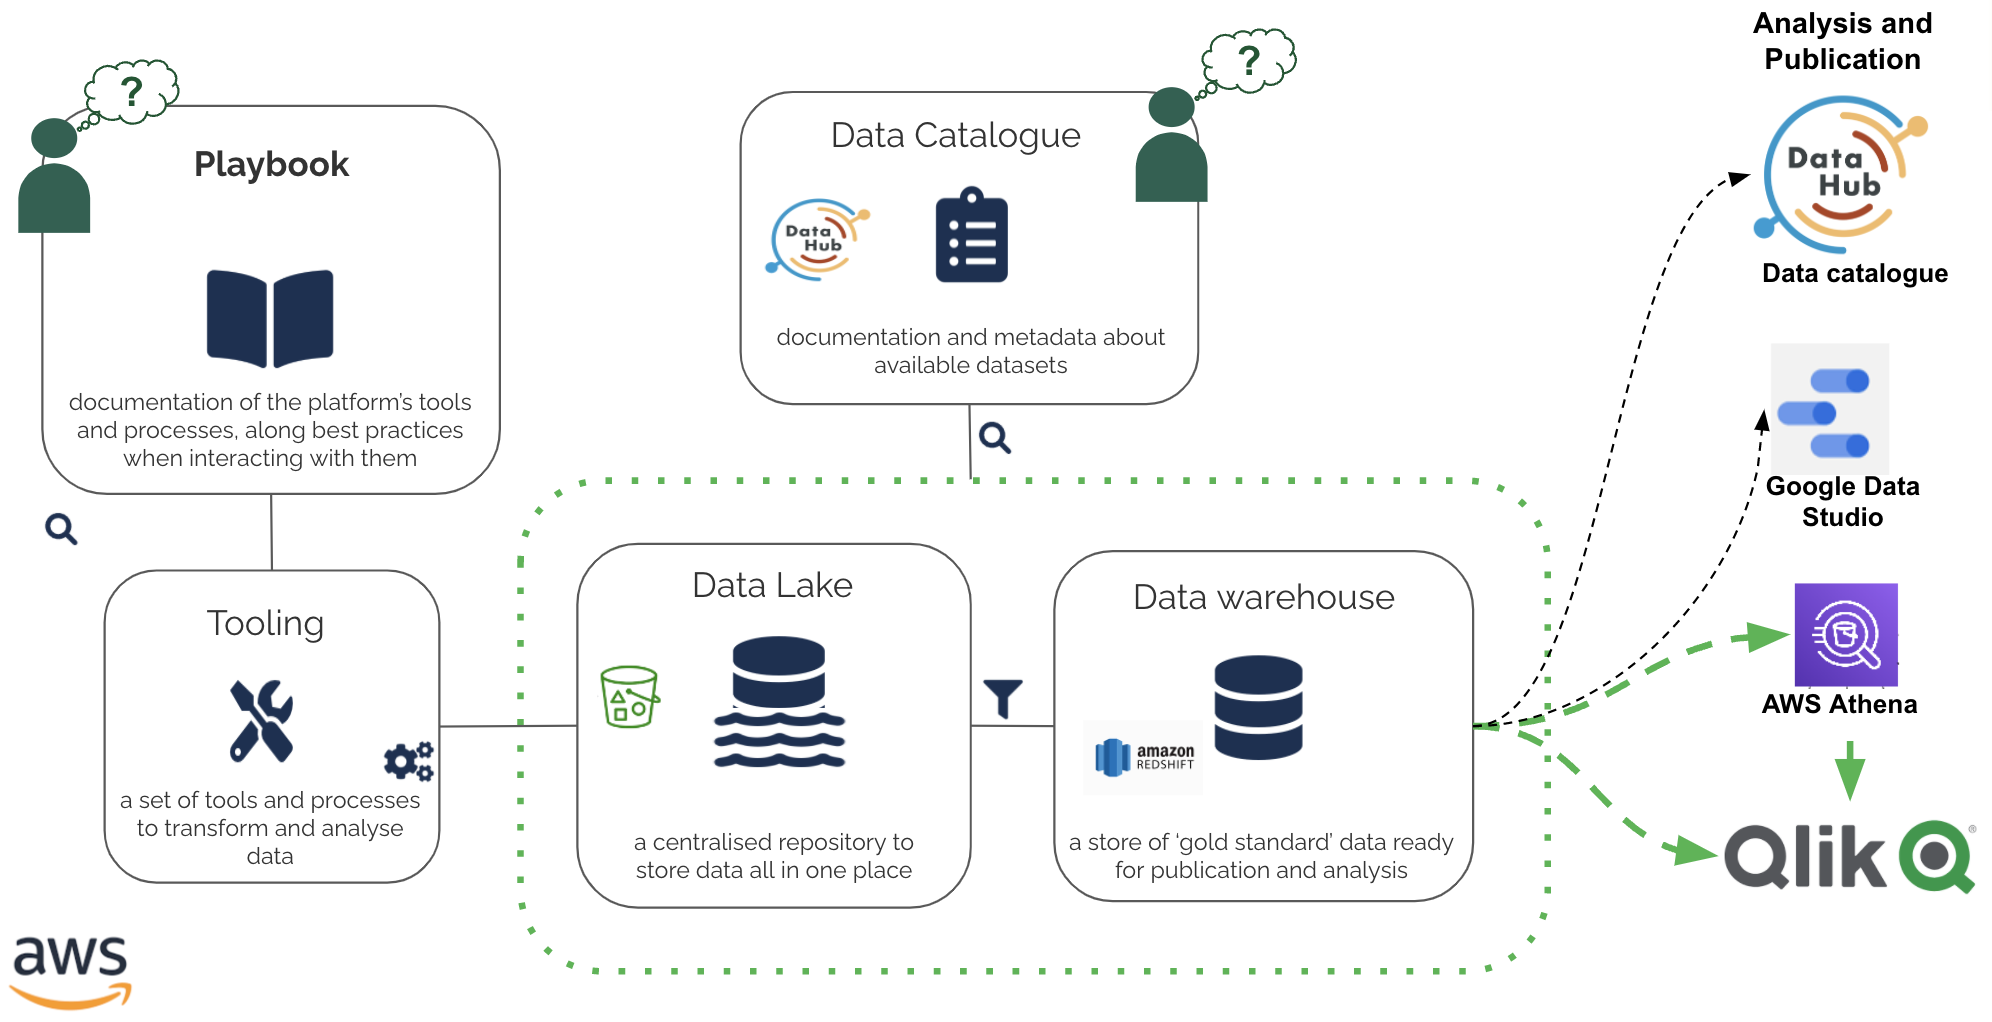 Analysis and
Publication
?
?
Playbook
documentation of the platform's tools
and processes, along best practices
when interacting with them
Data Catalogue
Data
Hub
documentation and metadata about
available datasets
Data
Hub
Data catalogue
Google Data
Studio
Tooling
a set of tools and processes
to transform and analyse
data
Data Lake
a centralised repository to
store data all in one place
Data warehouse
amazon
REDSHIFT
a store of ‘gold standard’ data ready
for publication and analysis
AWS Athena
Qlik
®
aws